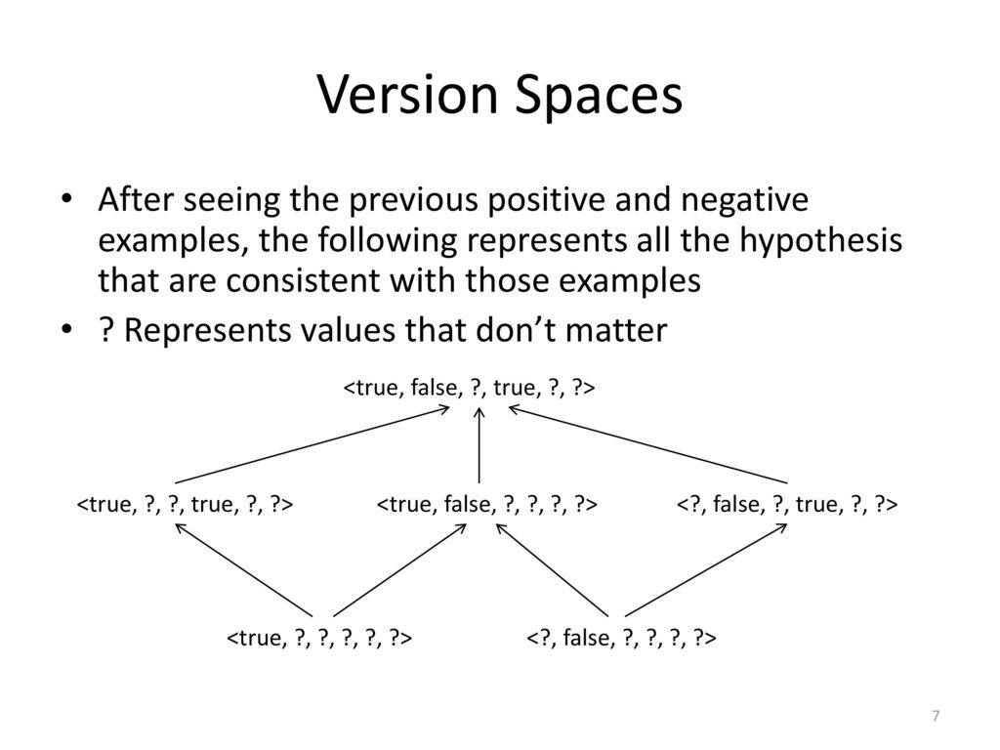 Version Spaces
• After seeing the previous positive and negative
examples, the following represents all the hypothesis
that are consistent with those examples
• ? Represents values that don’t matter
<true, false, ?, true, ?, ?>
<true, ?, ?, true, ?, ?>
<true, false, ?, ?, ?, ?>
<?, false, ?, true, ?, ?>
<true, ?, ?, ?, ?, ?>
<?, false, ?, ?, ?, ?>
7